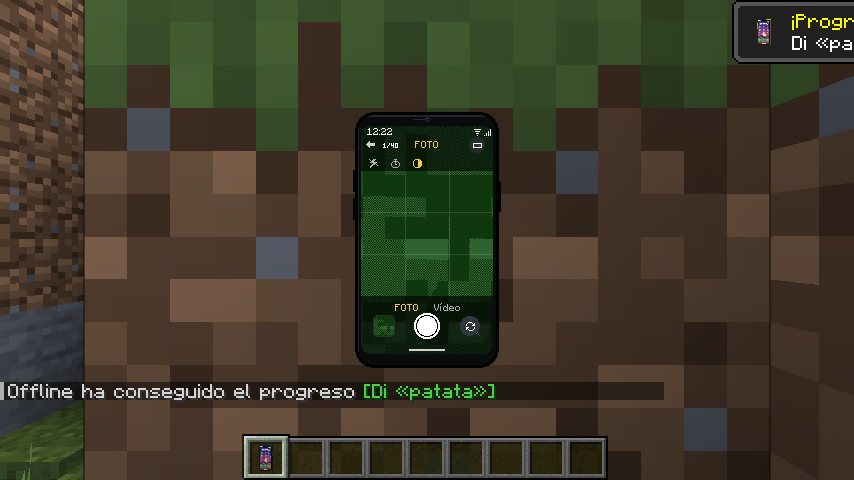 ¡Progr
Di «pa
12:22
1/40 FOTO
FOTO Vídeo
Offline ha conseguido el progreso [Di «patata»]